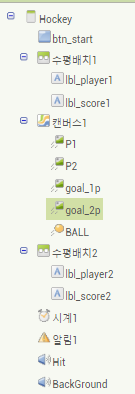 Hockey
btn_start
수평배치1
lbl_player1
lbl_score1
캔버스1
P1
P2
goal_1p
goal_2p
BALL
수평배치2
lbl_player2
lbl_score2
시계1
알림1
Hit
BackGround